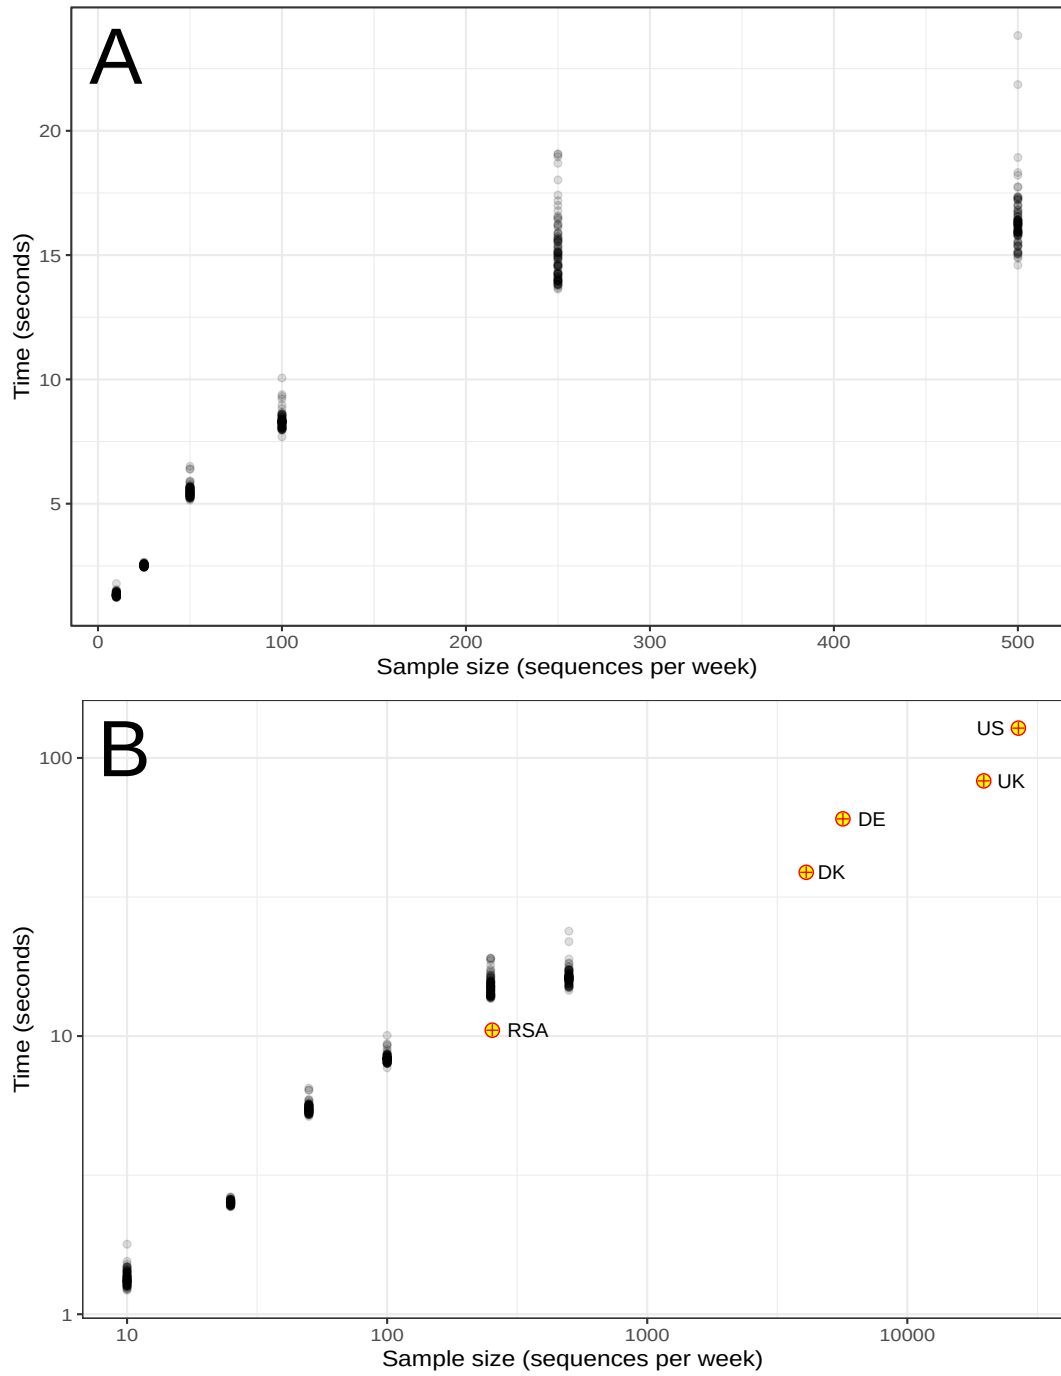 A
20
15
10
5
Time (seconds)
0 100 200 300 400 500
Sample size (sequences per week)
B
US
100
UK
DE
DK
10
RSA
Time (seconds)
1
10 100 1000 10000
Sample size (sequences per week)